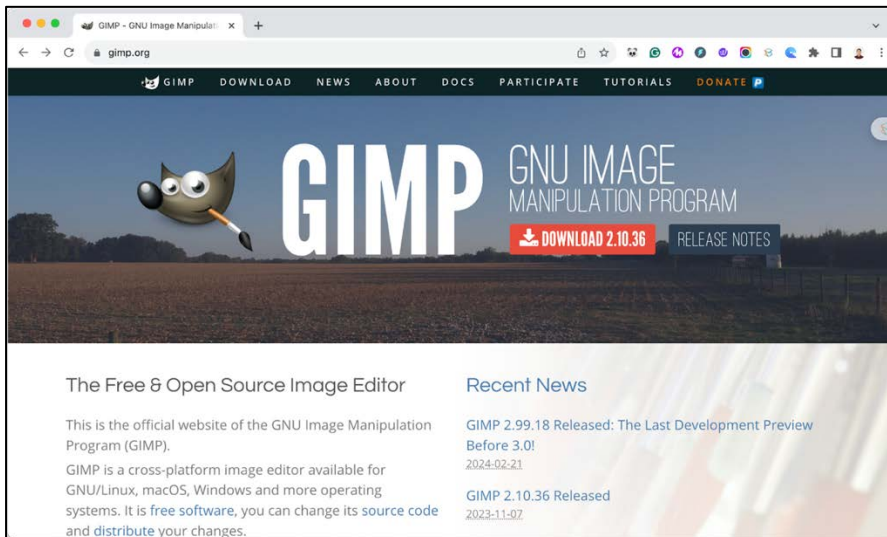 GIMP - GNU Image Manipulati
gimp.org
GIMP DOWNLOAD NEWS ABOUT DOCS PARTICIPATE TUTORIALS DONATE
GIMP
GNU IMAGE
MANIPULATION PROGRAM
DOWNLOAD 2.10.36 RELEASE NOTES
The Free & Open Source Image Editor
This is the official website of the GNU Image Manipulation
Program (GIMP).
GIMP is a cross-platform image editor available for
GNU/Linux, macOS, Windows and more operating
systems. It is free software, you can change its source code
and distribute your changes.
Recent News
GIMP 2.99.18 Released: The Last Development Preview
Before 3.0!
2024-02-21
GIMP 2.10.36 Released
2023-11-07